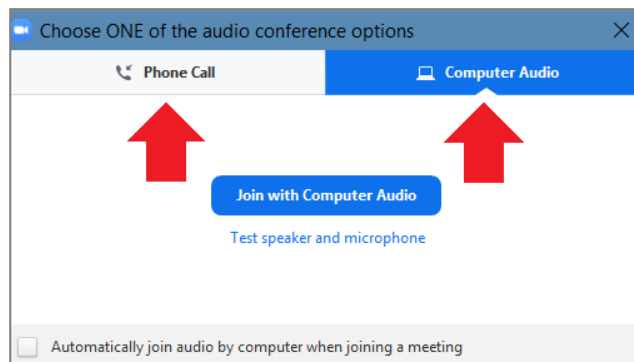 Choose ONE of the audio conference options
Phone Call
Computer Audio
Join with Computer Audio
Test speaker and microphone
Automatically join audio by computer when joining a meeting